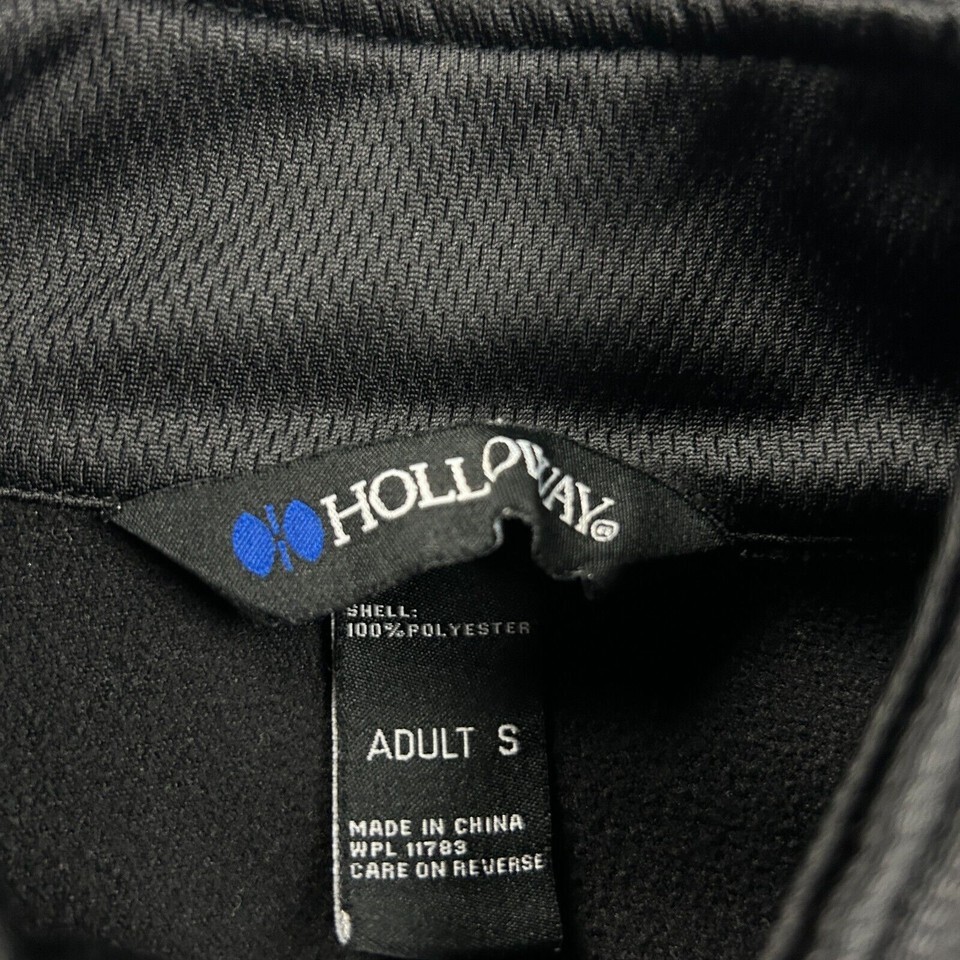 HOLLOWAY®
SHELL:
100%POLYESTER
ADULT S
MADE IN CHINA
WPL 11783
CARE ON REVERSE